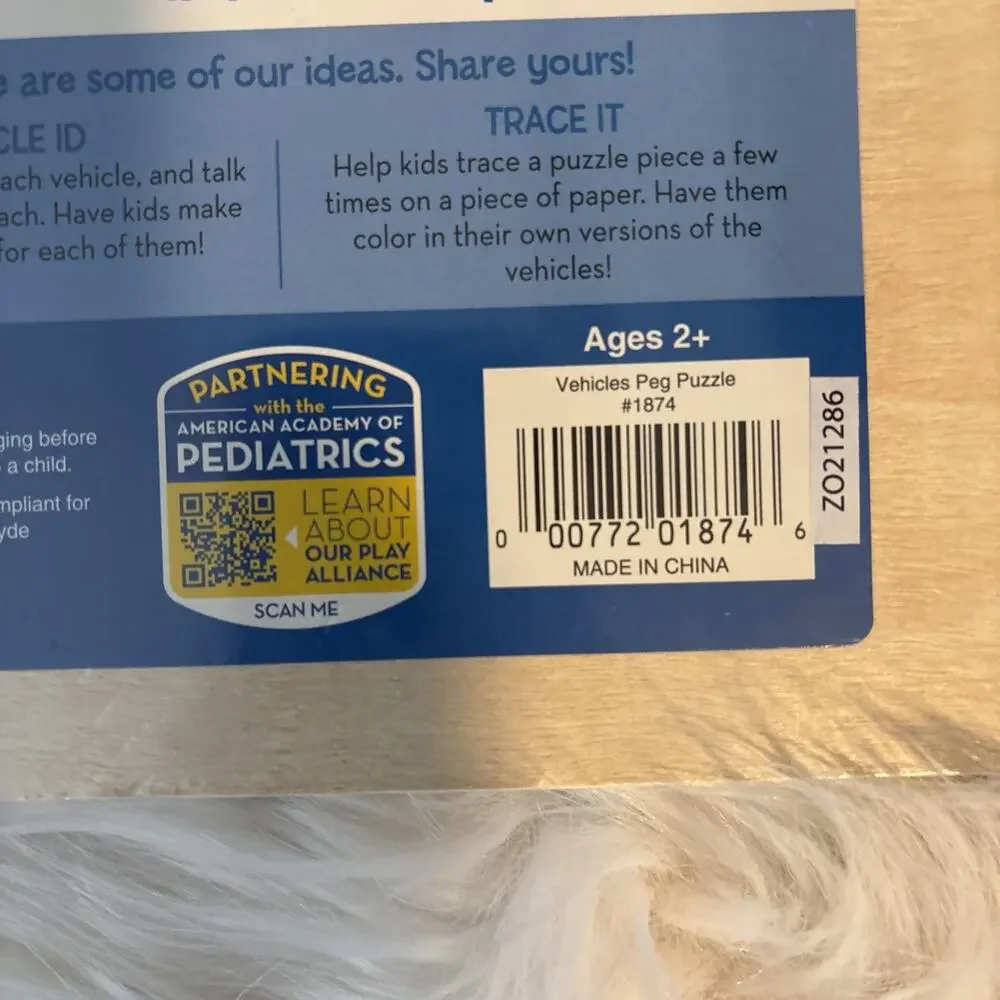 are some of our ideas. Share yours!
CLE ID
ach vehicle, and talk
ach. Have kids make
for each of them!
TRACE IT
Help kids trace a puzzle piece a few
times on a piece of paper. Have them
color in their own versions of the
vehicles!
ging before
a child.
mpliant for
yde
PARTNERING
with the
AMERICAN ACADEMY OF
PEDIATRICS
LEARN
ABOUT
OUR PLAY
ALLIANCE
SCAN ME
Ages 2+
Vehicles Peg Puzzle
#1874
0 00772 01874 6
MADE IN CHINA
ZO21286